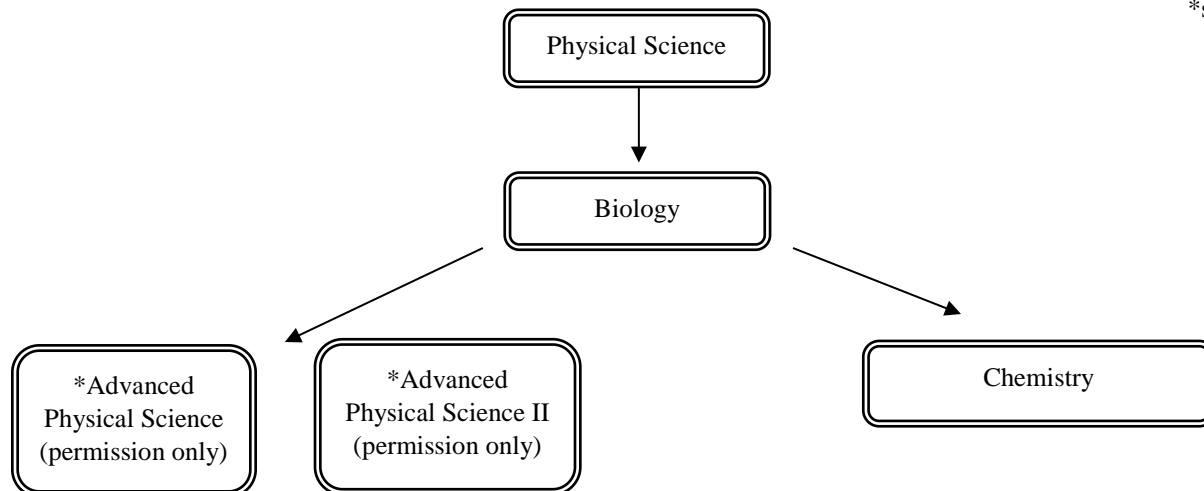 Physical Science
Biology
*Advanced
Physical Science
(permission only)
*Advanced
Physical Science II
(permission only)
Chemistry